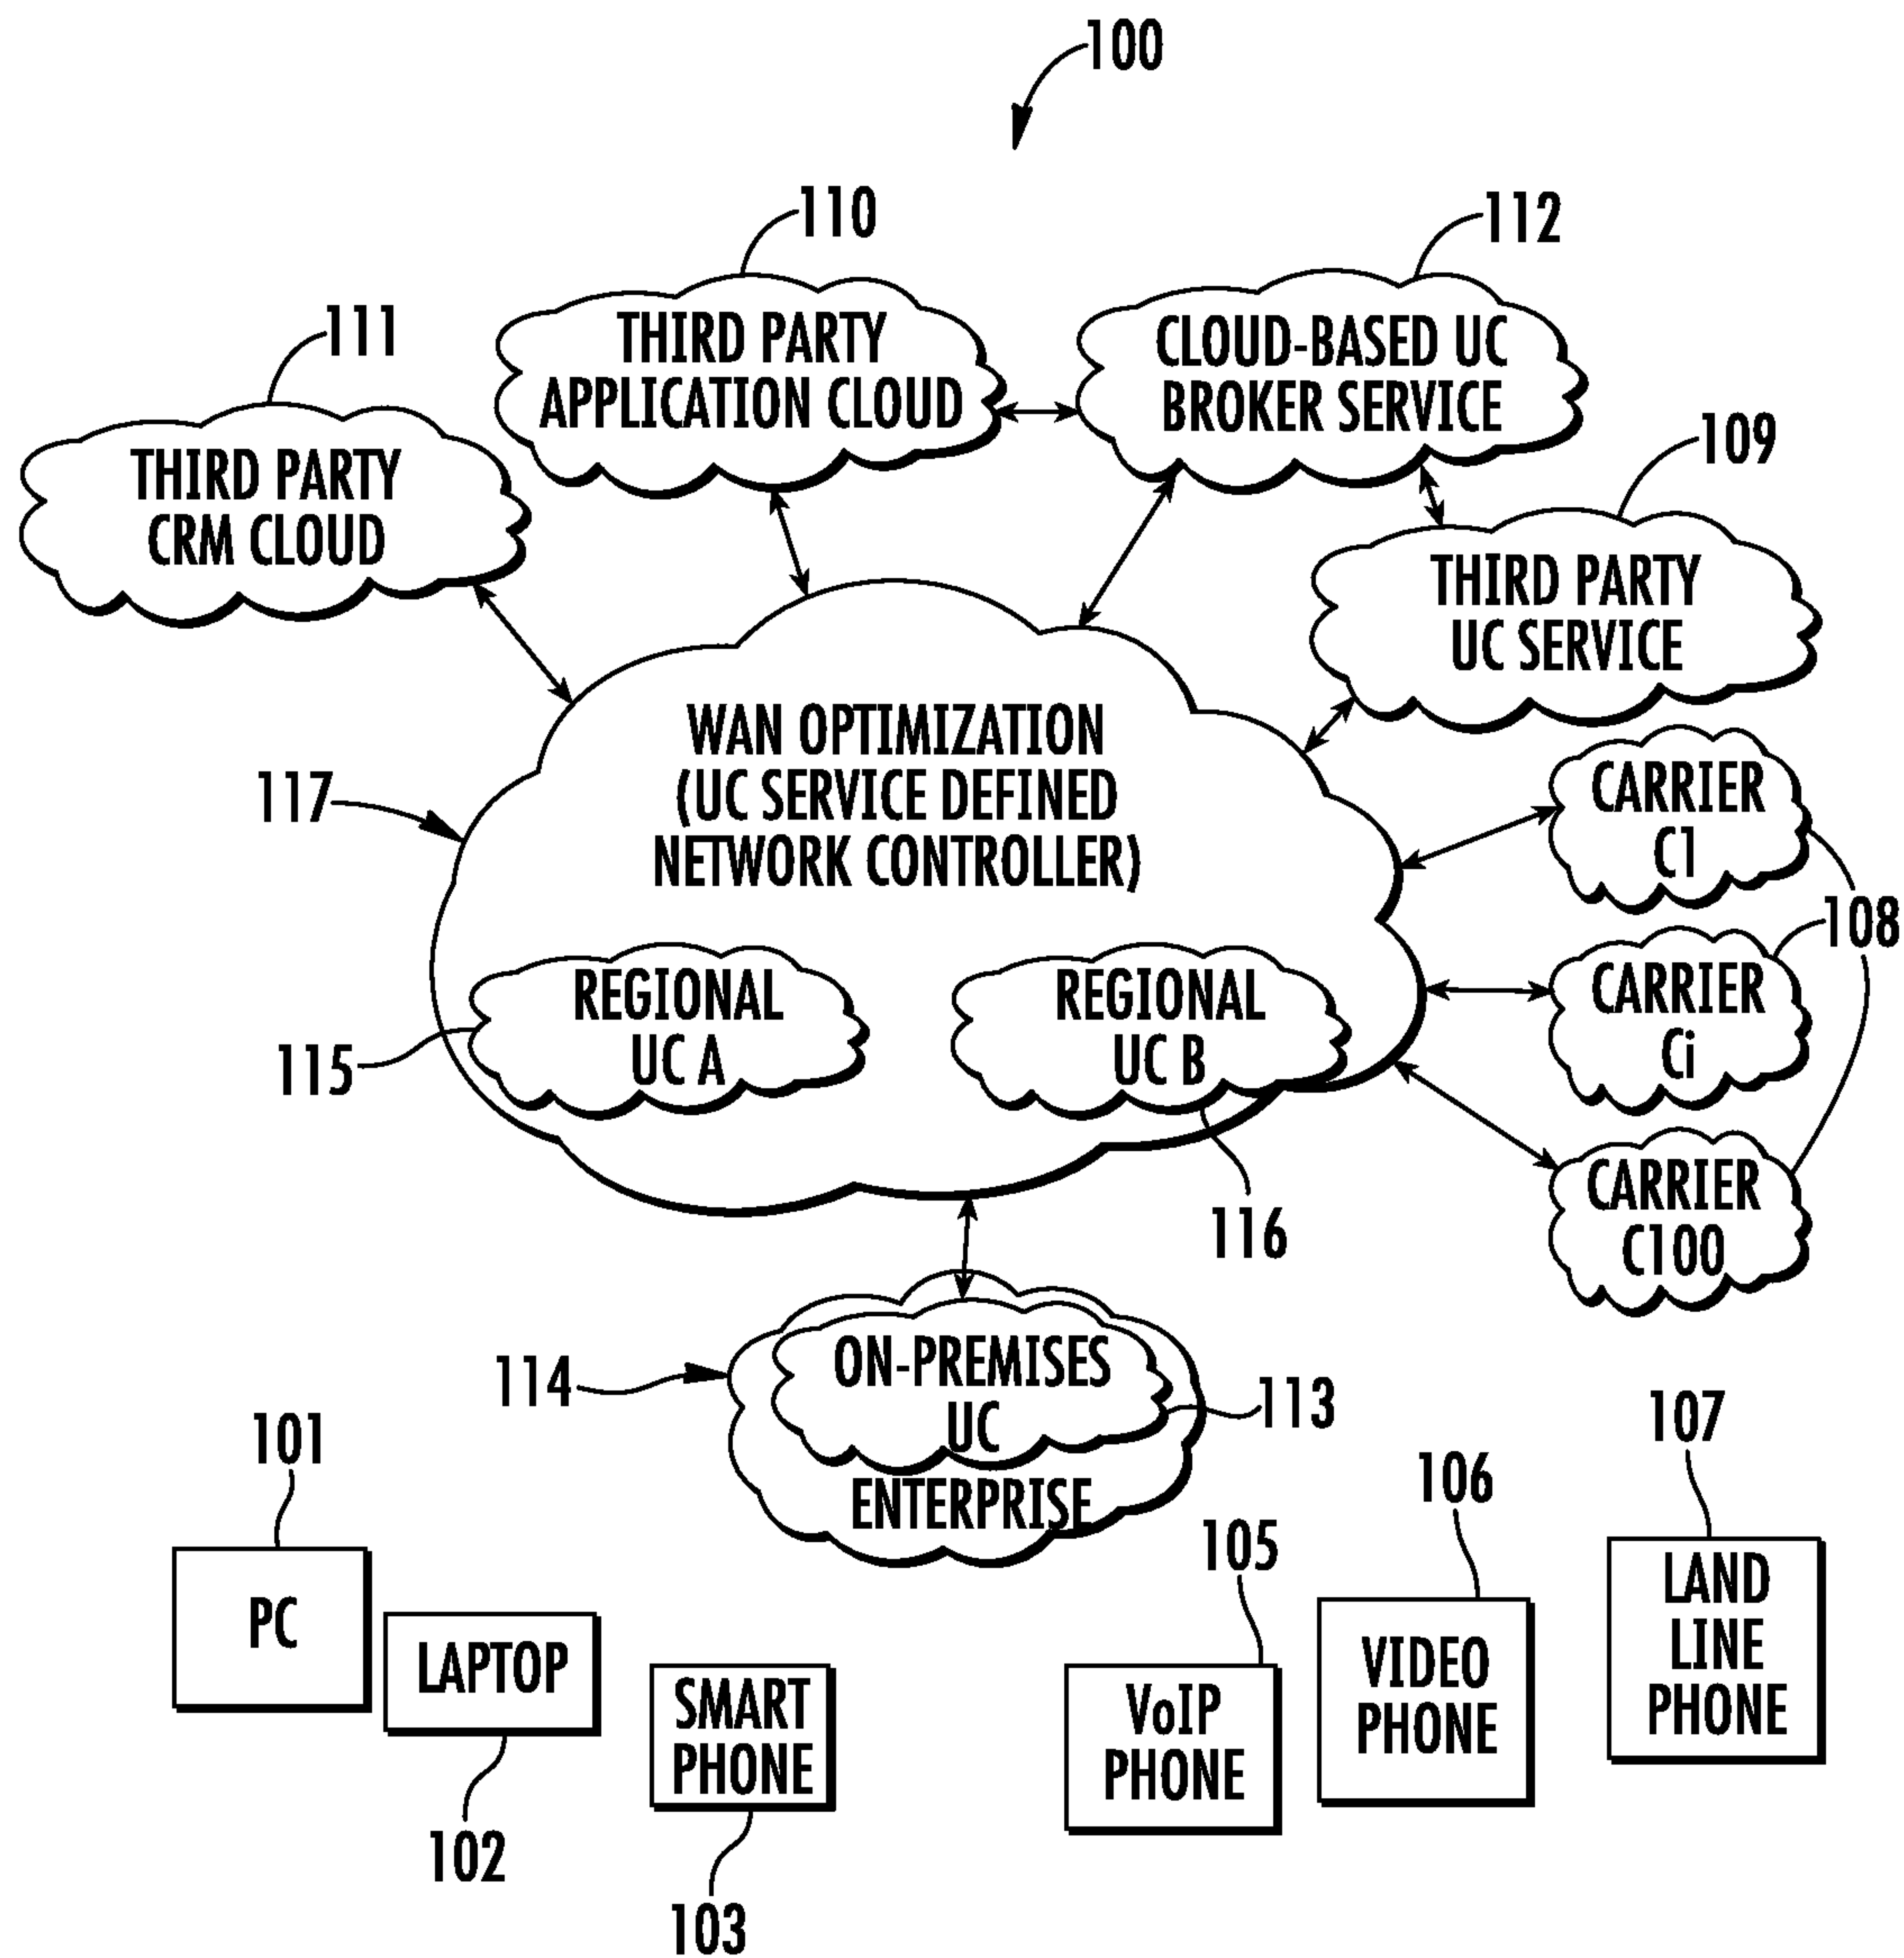 100
110
112
111
THIRD PARTY
APPLICATION CLOUD
CLOUD-BASED UC
BROKER SERVICE
109
THIRD PARTY
CRM CLOUD
THIRD PARTY
UC SERVICE
117
WAN OPTIMIZATION
(UC SERVICE DEFINED
NETWORK CONTROLLER)
CARRIER
C1
108
REGIONAL
UC A
REGIONAL
UC B
CARRIER
Ci
115
116
CARRIER
C100
114
ON-PREMISES
UC
113
ENTERPRISE
101
107
106
105
PC
LAPTOP
SMART
PHONE
VoIP
PHONE
VIDEO
PHONE
LAND
LINE
PHONE
102
103